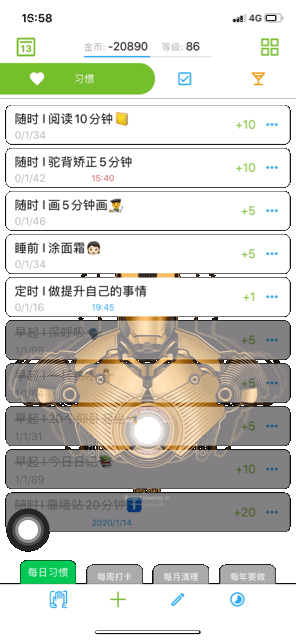 16:58
4G
13
金币: -20890 等级: 86
习惯
随时 | 阅读10分钟
+10
0/1/34
随时 | 驼背矫正5分钟
+10
0/1/42 15:40
随时 | 画5分钟画
+5
0/1/46
睡前 | 涂面霜
+5
0/1/34
定时 | 做提升自己的事情
+1
0/1/16 19:45
早起 | 深呼吸
+5
1/1/98
早起 |
+5
早起 |
+5
1/1/31
早起 | 今日日记
+10
1/1/89
随时 | 靠墙站20分钟
+20
2020/1/14
每日习惯
每周打卡
每月清理
每年要做